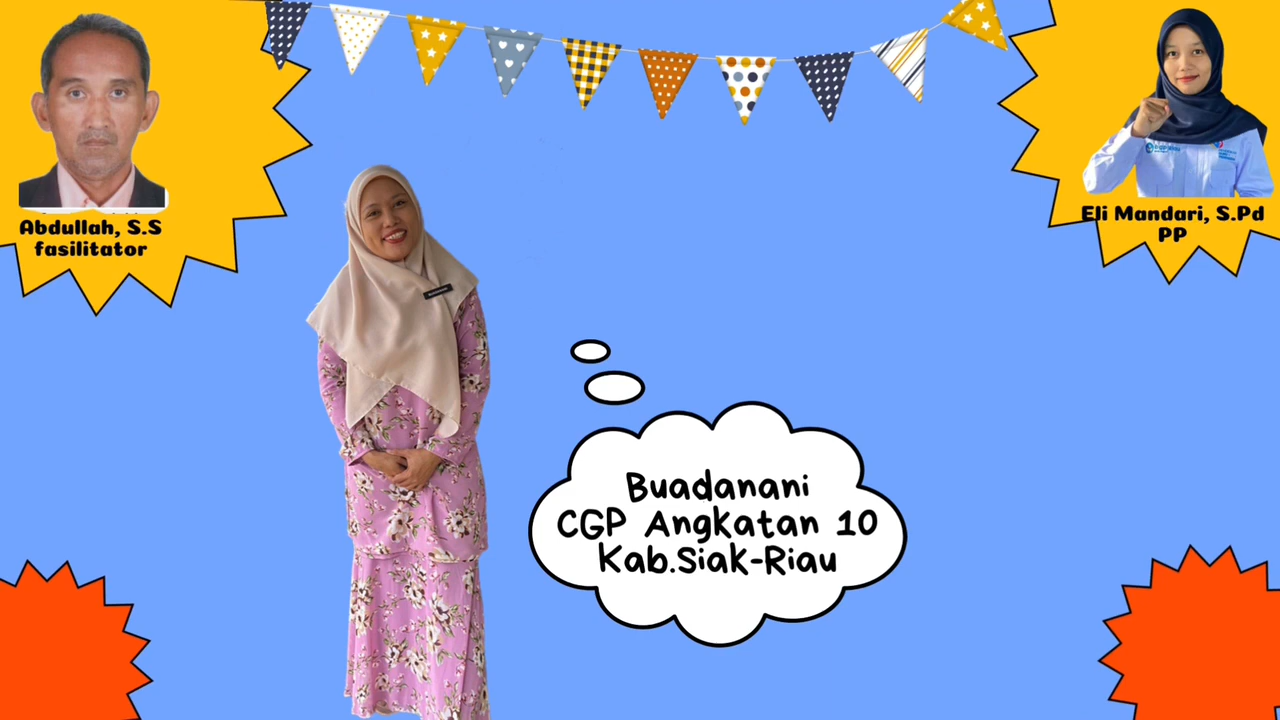 Abdullah, S.S
fasilitator
Eli Mandari, S.Pd
PP
Buadanani
CGP Angkatan 10
Kab.Siak-Riau